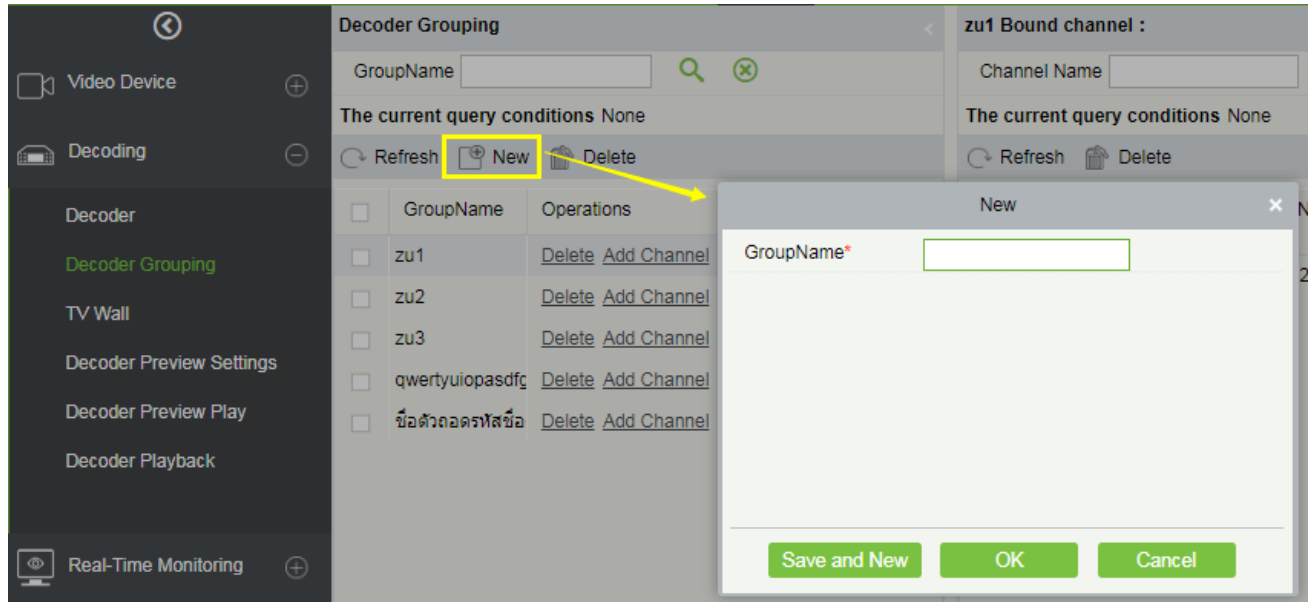 Video Device
Decoding
Decoder
Decoder Grouping
TV Wall
Decoder Preview Settings
Decoder Preview Play
Decoder Playback
Real-Time Monitoring
Decoder Grouping
GroupName
The current query conditions None
Refresh New Delete
GroupName Operations
zu1 Delete Add Channel
zu2 Delete Add Channel
zu3 Delete Add Channel
qwertyuiopasdfg Delete Add Channel
ชื่อตัวถอดรหัสชื่อ Delete Add Channel
zu1 Bound channel :
Channel Name
The current query conditions None
Refresh Delete
New
GroupName*
Save and New OK Cancel